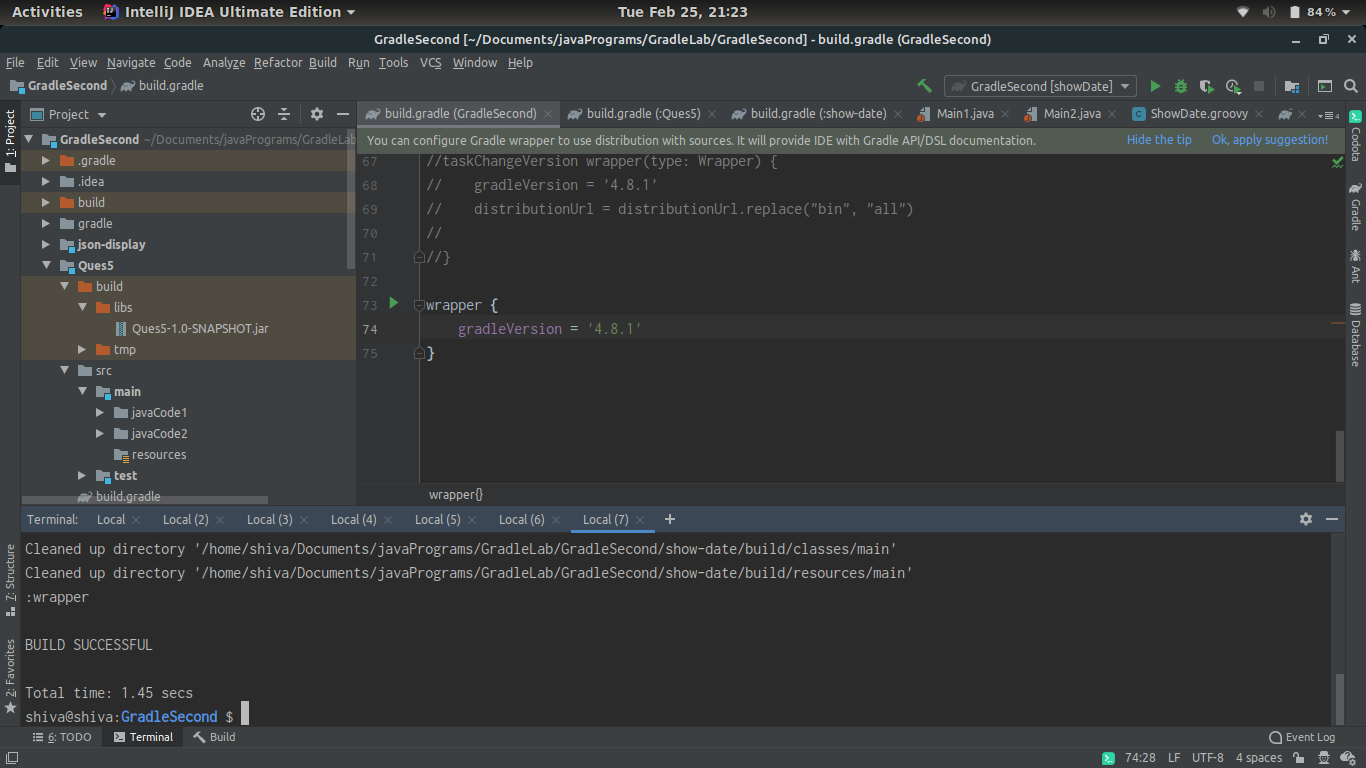 Activities IntelliJ IDEA Ultimate Edition Tue Feb 25, 21:23 84 %
GradleSecond [~/Documents/javaPrograms/GradleLab/GradleSecond] - build.gradle (GradleSecond)
File Edit View Navigate Code Analyze Refactor Build Run Tools VCS Window Help
GradleSecond build.gradle GradleSecond [showDate]
Project build.gradle (GradleSecond) build.gradle (:Ques5) build.gradle (:show-date) Main1.java Main2.java ShowDate.groovy 4
1: Project
GradleSecond ~/Documents/javaPrograms/GradleLab
.gradle
.idea
build
gradle
json-display
Ques5
build
libs
Ques5-1.0-SNAPSHOT.jar
tmp
src
main
javaCode1
javaCode2
resources
test
build.gradle
You can configure Gradle wrapper to use distribution with sources. It will provide IDE with Gradle API/DSL documentation. Hide the tip Ok, apply suggestion!
67 //taskChangeVersion wrapper(type: Wrapper) {
68 //    gradleVersion = '4.8.1'
69 //    distributionUrl = distributionUrl.replace("bin", "all")
70 //
71 //}
72
73 wrapper {
74     gradleVersion = '4.8.1'
75 }
wrapper{}
Codota
Gradle
Ant
Database
Terminal: Local Local (2) Local (3) Local (4) Local (5) Local (6) Local (7)
Cleaned up directory '/home/shiva/Documents/javaPrograms/GradleLab/GradleSecond/show-date/build/classes/main'
Cleaned up directory '/home/shiva/Documents/javaPrograms/GradleLab/GradleSecond/show-date/build/resources/main'
:wrapper
BUILD SUCCESSFUL
Total time: 1.45 secs
shiva@shiva:GradleSecond $
7: Structure
2: Favorites
6: TODO Terminal Build Event Log
74:28 LF UTF-8 4 spaces